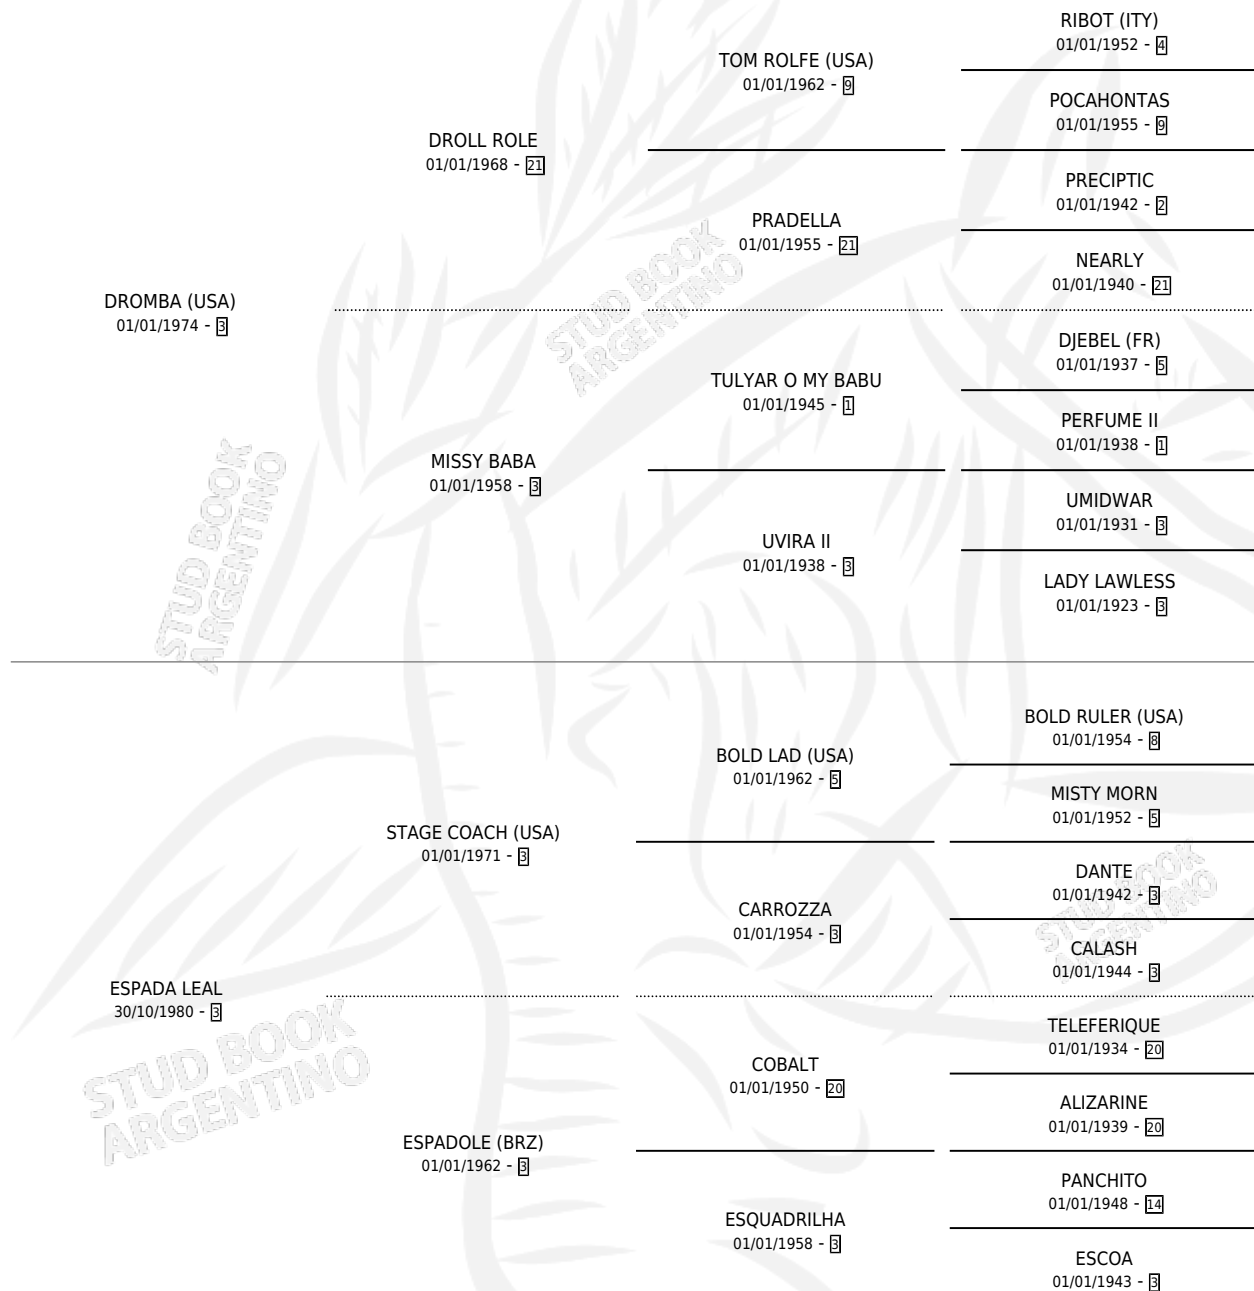 RIBOT (ITY)
01/01/1952 - 4
TOM ROLFE (USA)
01/01/1962 - 9
POCAHONTAS
01/01/1955 - 9
DROLL ROLE
01/01/1968 - 21
PRECIPTIC
01/01/1942 - 2
PRADELLA
01/01/1955 - 21
NEARLY
01/01/1940 - 21
DROMBA (USA)
01/01/1974 - 3
DJEBEL (FR)
01/01/1937 - 5
TULYAR O MY BABU
01/01/1945 - 1
PERFUME II
01/01/1938 - 1
MISSY BABA
01/01/1958 - 3
UMIDWAR
01/01/1931 - 3
UVIRA II
01/01/1938 - 3
LADY LAWLESS
01/01/1923 - 3
BOLD RULER (USA)
01/01/1954 - 8
BOLD LAD (USA)
01/01/1962 - 5
MISTY MORN
01/01/1952 - 5
STAGE COACH (USA)
01/01/1971 - 3
DANTE
01/01/1942 - 3
CARROZZA
01/01/1954 - 3
CALASH
01/01/1944 - 3
ESPADA LEAL
30/10/1980 - 3
TELEFERIQUE
01/01/1934 - 20
COBALT
01/01/1950 - 20
ALIZARINE
01/01/1939 - 20
ESPADOLE (BRZ)
01/01/1962 - 3
PANCHITO
01/01/1948 - 14
ESQUADRILHA
01/01/1958 - 3
ESCOA
01/01/1943 - 3
STUD BOOK
ARGENTINO
STUD BOOK
ARGENTINO
STUD BOOK
ARGENTINO
STUD BOOK
ARGENTINO